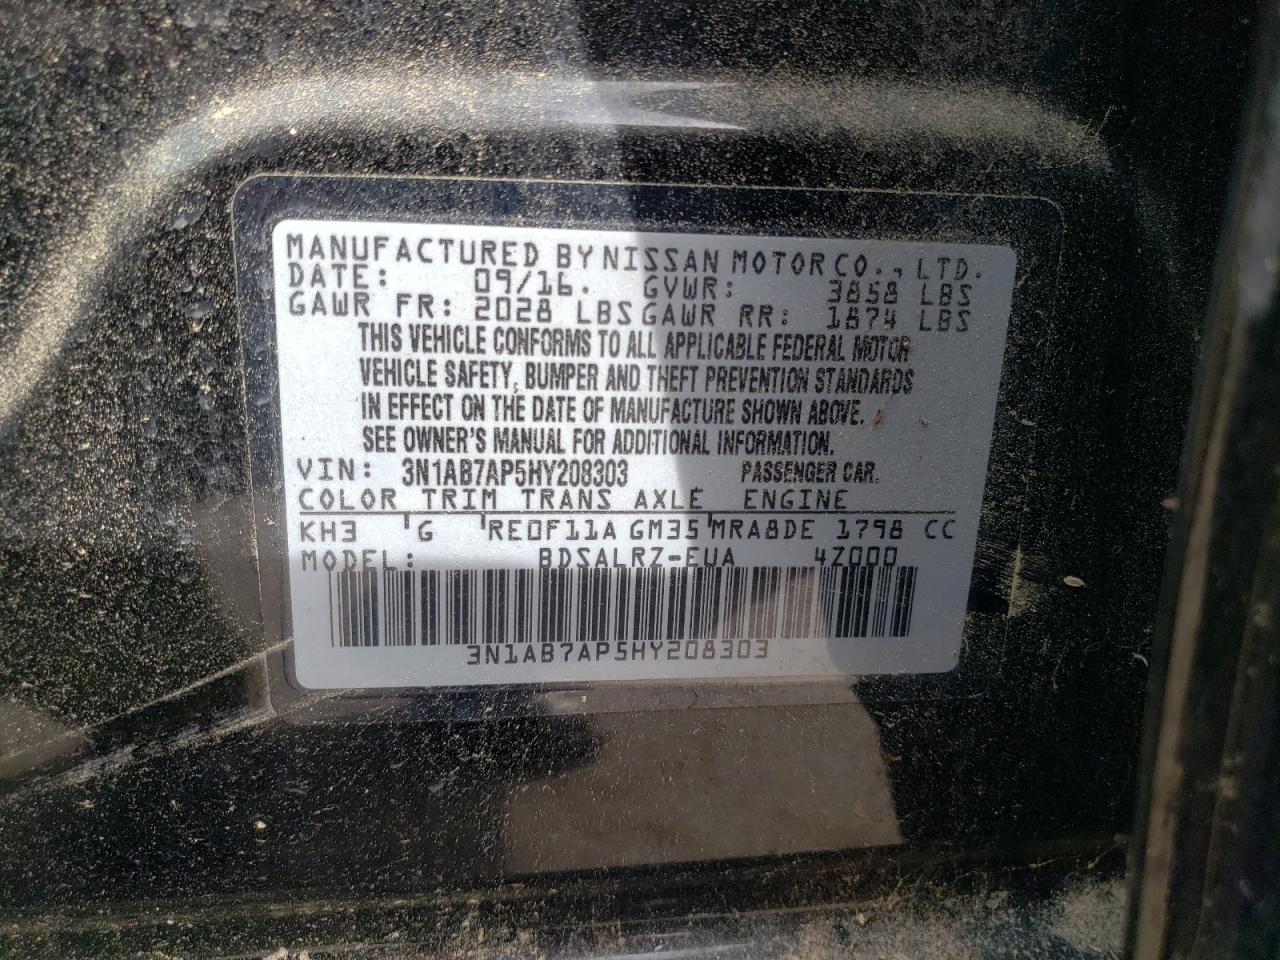 MANUFACTURED BY NISSAN MOTOR CO., LTD.
DATE: 09/16. GVWR: 3858 LBS
GAWR FR: 2028 LBS GAWR RR: 1874 LBS
THIS VEHICLE CONFORMS TO ALL APPLICABLE FEDERAL MOTOR
VEHICLE SAFETY, BUMPER AND THEFT PREVENTION STANDARDS
IN EFFECT ON THE DATE OF MANUFACTURE SHOWN ABOVE.
SEE OWNER'S MANUAL FOR ADDITIONAL INFORMATION.
VIN: 3N1AB7AP5HY208303 PASSENGER CAR.
COLOR TRIM TRANS AXLE ENGINE
KH3 G RE0F11A GM35 MRA8DE 1798 CC
MODEL: BDSALRZ-EUA 4Z000
3N1AB7AP5HY208303